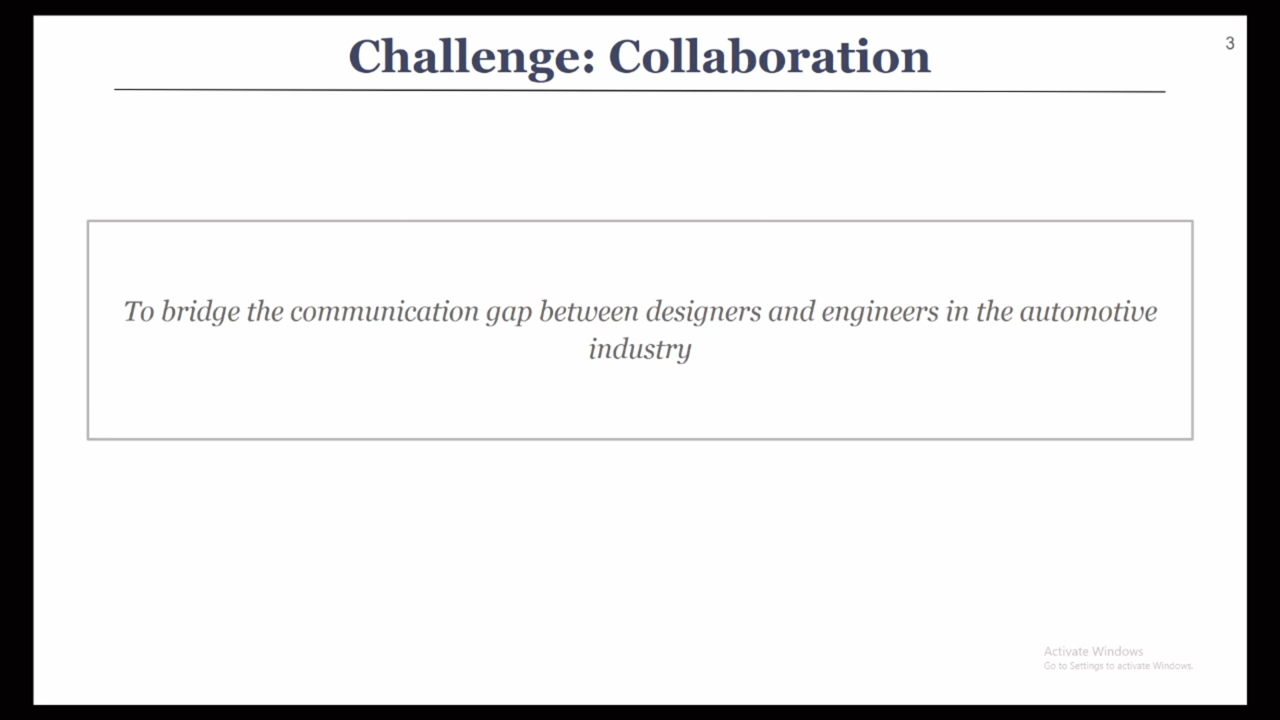 Challenge: Collaboration
3
To bridge the communication gap between designers and engineers in the automotive
industry
Activate Windows
Go to Settings to activate Windows.